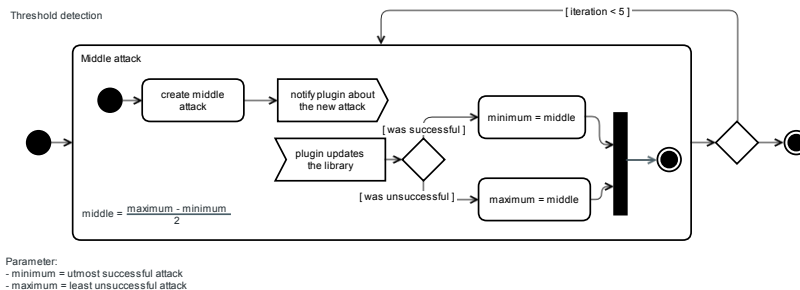 Threshold detection
[ iteration < 5 ]
Middle attack
create middle
attack
notify plugin about
the new attack
minimum = middle
[ was successful ]
plugin updates
the library
[ was unsuccessful ]
maximum = middle
middle = maximum - minimum
2
Parameter:
- minimum = utmost successful attack
- maximum = least unsuccessful attack